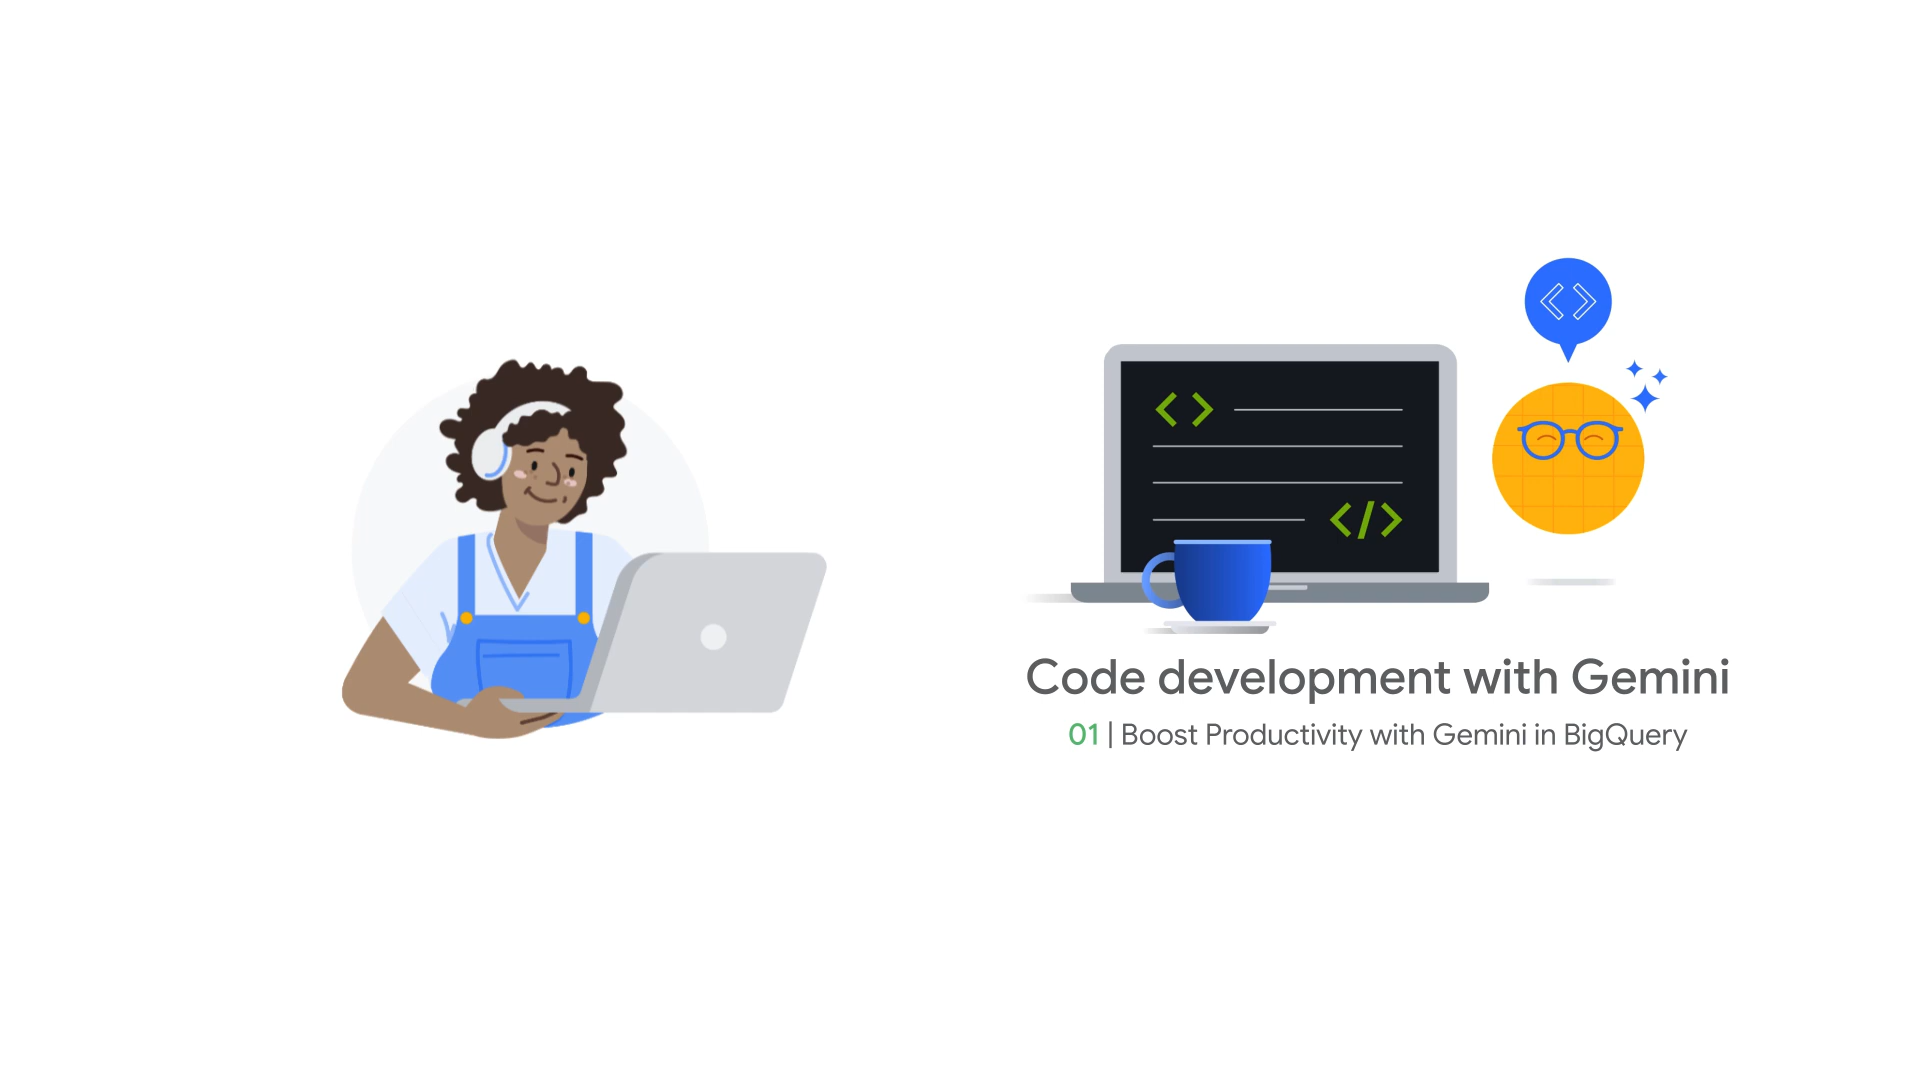 < >
</>
< >
Code development with Gemini
01 | Boost Productivity with Gemini in BigQuery